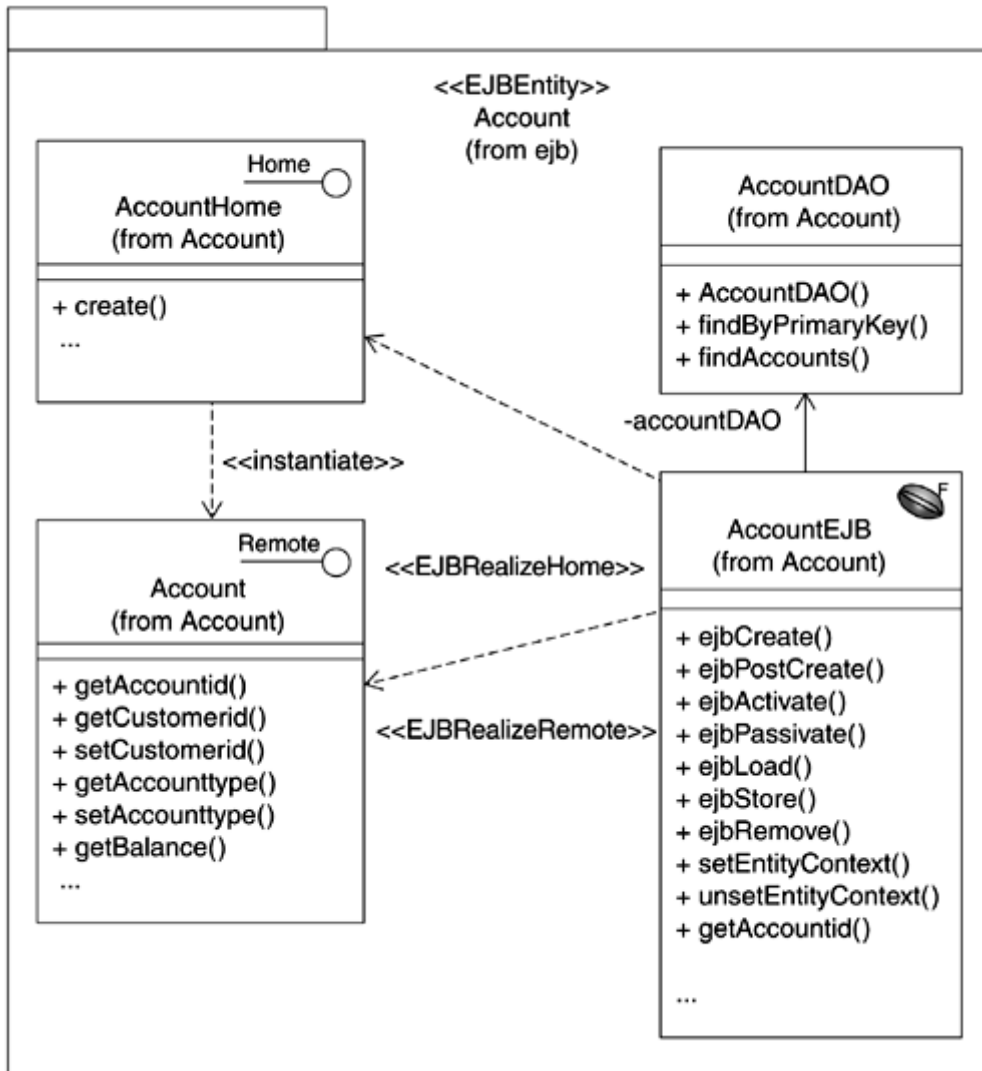 <<EJBEntity>>
Account
(from ejb)
Home
AccountHome
(from Account)
+ create()
...
AccountDAO
(from Account)
+ AccountDAO()
+ findByPrimaryKey()
+ findAccounts()
-accountDAO
<<instantiate>>
Remote
Account
(from Account)
+ getAccountid()
+ getCustomerid()
+ setCustomerid()
+ getAccounttype()
+ setAccounttype()
+ getBalance()
...
<<EJBRealizeHome>>
<<EJBRealizeRemote>>
F
AccountEJB
(from Account)
+ ejbCreate()
+ ejbPostCreate()
+ ejbActivate()
+ ejbPassivate()
+ ejbLoad()
+ ejbStore()
+ ejbRemove()
+ setEntityContext()
+ unsetEntityContext()
+ getAccountid()
...